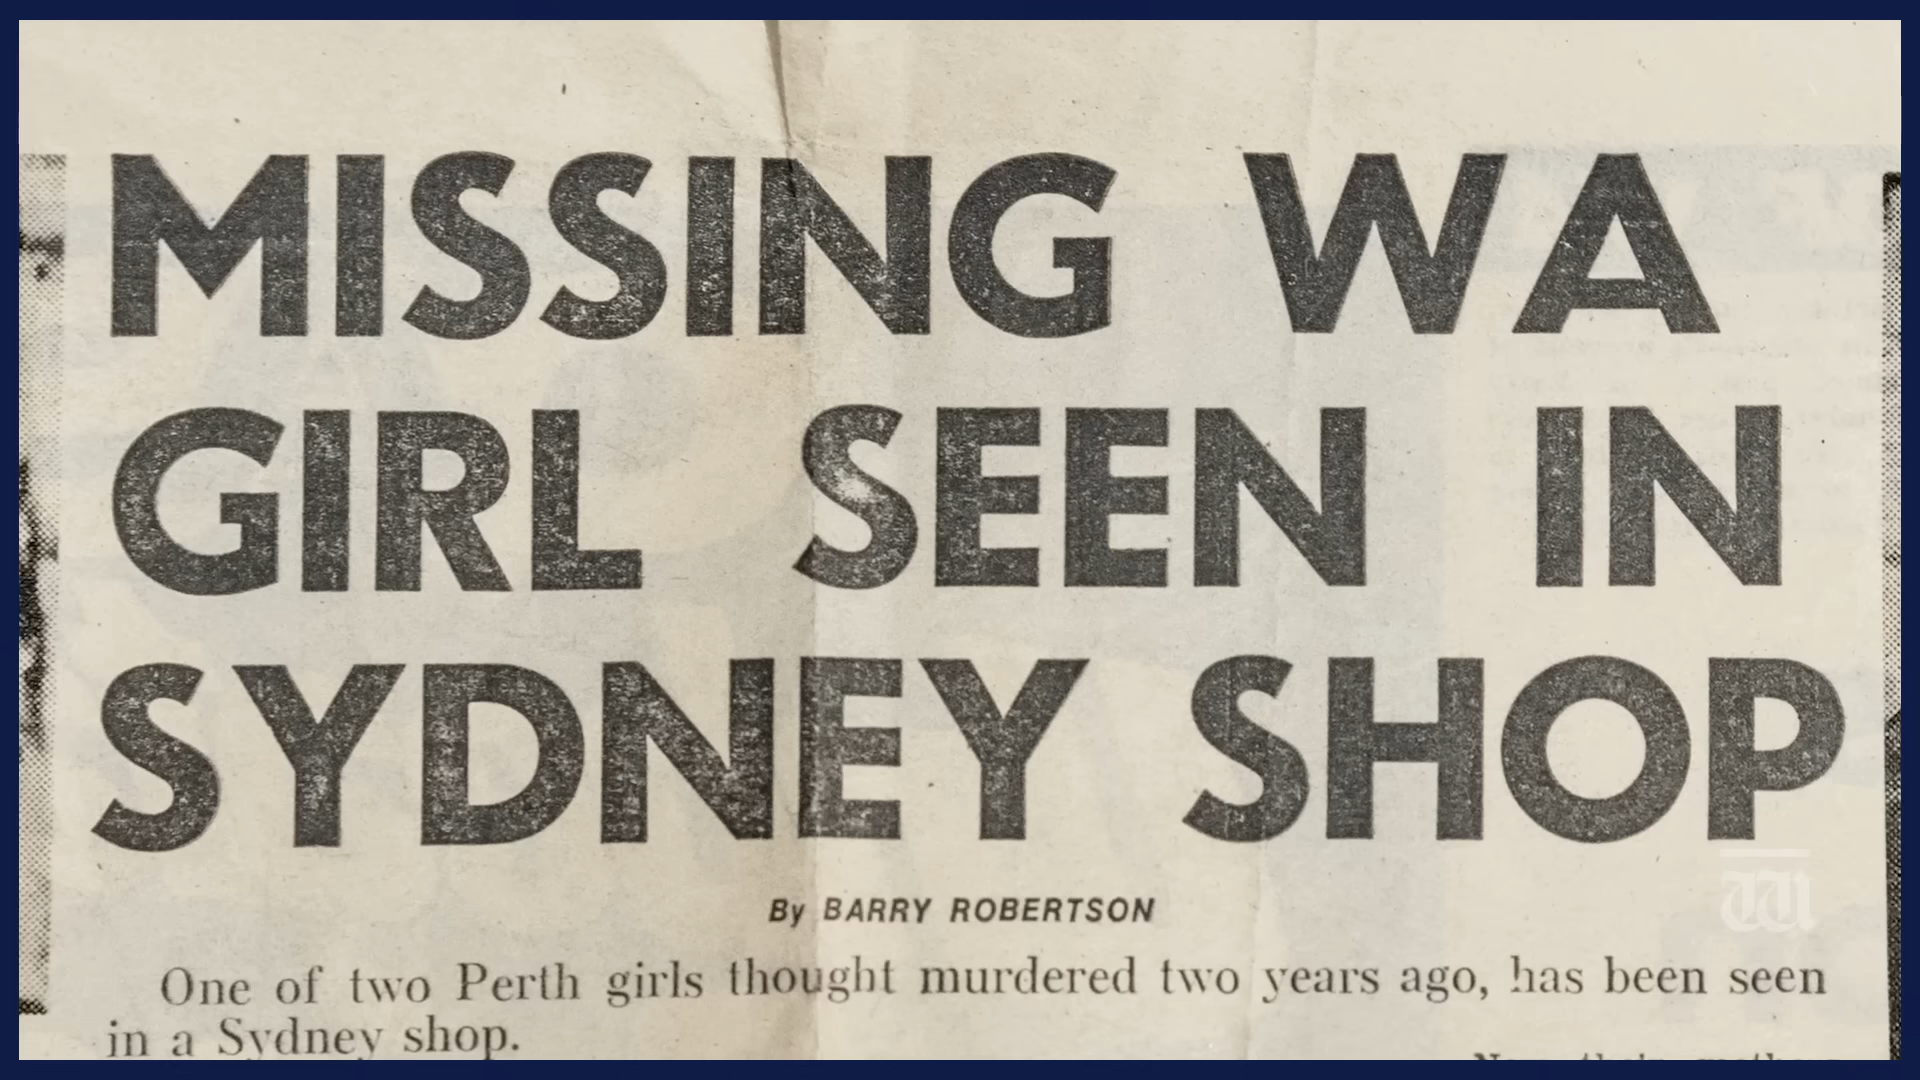 MISSING WA
GIRL SEEN IN
SYDNEY SHOP
By BARRY ROBERTSON
One of two Perth girls thought murdered two years ago, has been seen
in a Sydney shop.